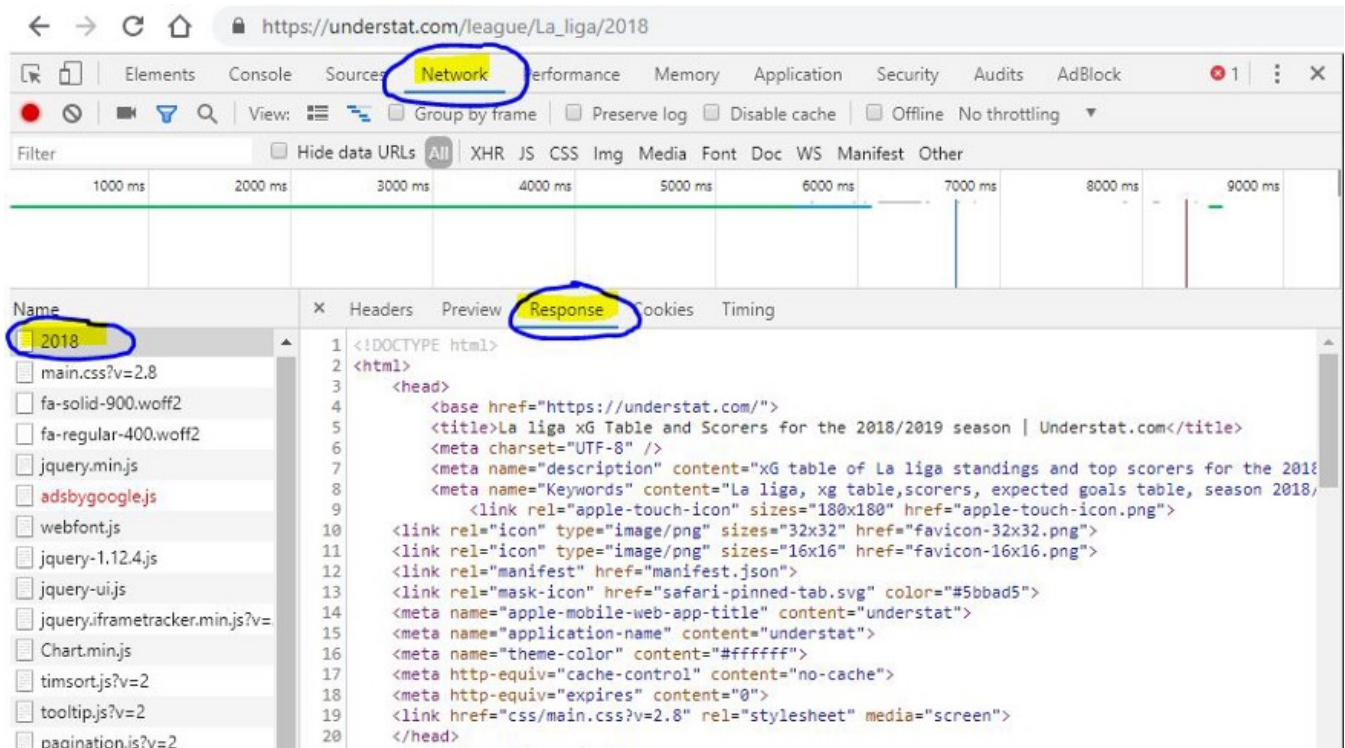 https://understat.com/league/La_liga/2018
Elements Console Sources Network Performance Memory Application Security Audits AdBlock 1
View: Group by frame Preserve log Disable cache Offline No throttling
Filter Hide data URLs All XHR JS CSS Img Media Font Doc WS Manifest Other
1000 ms 2000 ms 3000 ms 4000 ms 5000 ms 6000 ms 7000 ms 8000 ms 9000 ms
Name Headers Preview Response Cookies Timing
2018
main.css?v=2.8
fa-solid-900.woff2
fa-regular-400.woff2
jquery.min.js
adsbygoogle.js
webfont.js
jquery-1.12.4.js
jquery-ui.js
jquery.iframetracker.min.js?v=
Chart.min.js
timsort.js?v=2
tooltip.js?v=2
pagination.js?v=2
1 <!DOCTYPE html>
2 <html>
3 <head>
4 <base href="https://understat.com/">
5 <title>La liga xG Table and Scorers for the 2018/2019 season | Understat.com</title>
6 <meta charset="UTF-8" />
7 <meta name="description" content="xG table of La liga standings and top scorers for the 2018
8 <meta name="Keywords" content="La liga, xg table,scorers, expected goals table, season 2018/
9 <link rel="apple-touch-icon" sizes="180x180" href="apple-touch-icon.png">
10 <link rel="icon" type="image/png" sizes="32x32" href="favicon-32x32.png">
11 <link rel="icon" type="image/png" sizes="16x16" href="favicon-16x16.png">
12 <link rel="manifest" href="manifest.json">
13 <link rel="mask-icon" href="safari-pinned-tab.svg" color="#5bbad5">
14 <meta name="apple-mobile-web-app-title" content="understat">
15 <meta name="application-name" content="understat">
16 <meta name="theme-color" content="#ffffff">
17 <meta http-equiv="cache-control" content="no-cache">
18 <meta http-equiv="expires" content="0">
19 <link href="css/main.css?v=2.8" rel="stylesheet" media="screen">
20 </head>